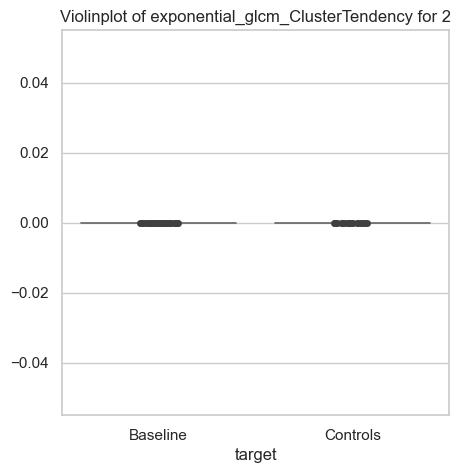 Violinplot of exponential_glcm_ClusterTendency for 2
0.04
0.02
0.00
−0.02
−0.04
Baseline Controls
target